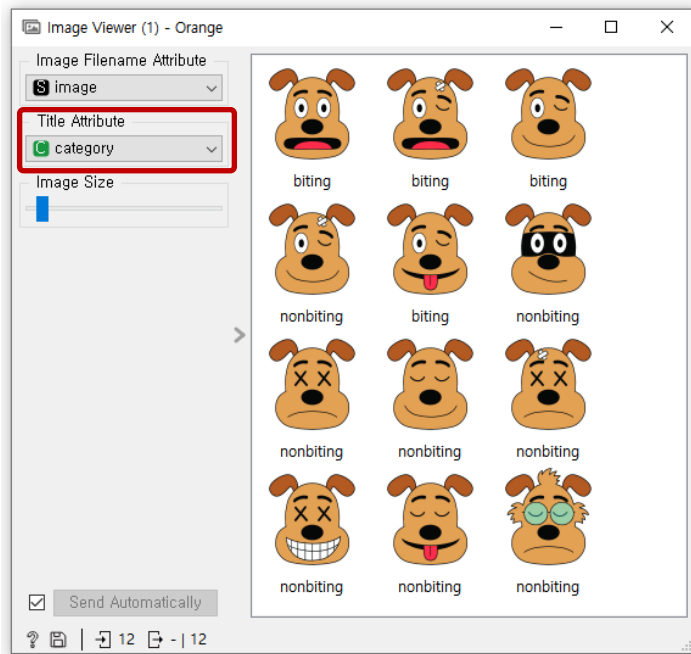 Image Viewer (1) - Orange
Image Filename Attribute
S image
Title Attribute
C category
Image Size
biting biting biting
nonbiting biting nonbiting
nonbiting nonbiting nonbiting
nonbiting nonbiting nonbiting
Send Automatically
? 12 - | 12